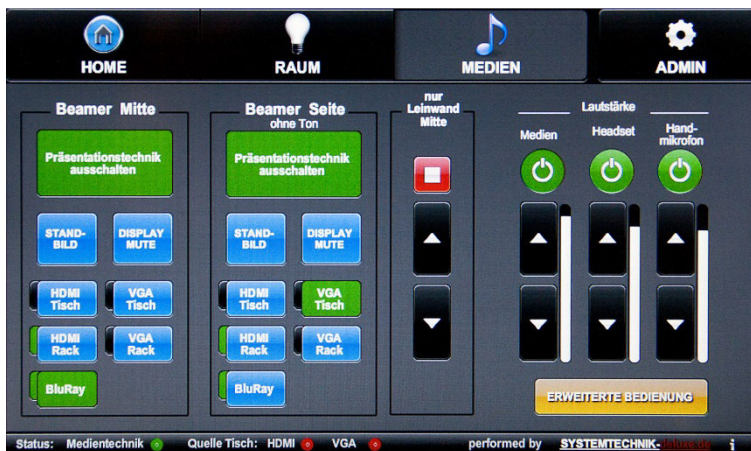 HOME
RAUM
MEDIEN
ADMIN
Beamer Mitte
Präsentationstechnik
ausschalten
STAND-
BILD
DISPLAY
MUTE
HDMI
Tisch
VGA
Tisch
HDMI
Rack
VGA
Rack
BluRay
Beamer Seite
ohne Ton
Präsentationstechnik
ausschalten
STAND-
BILD
DISPLAY
MUTE
HDMI
Tisch
VGA
Tisch
HDMI
Rack
VGA
Rack
BluRay
nur
Leinwand
Mitte
Lautstärke
Medien
Headset
Hand-
mikrofon
ERWEITERTE BEDIENUNG
Status: Medientechnik
Quelle Tisch: HDMI VGA
performed by SYSTEMTECHNIK-deluxe.de
i